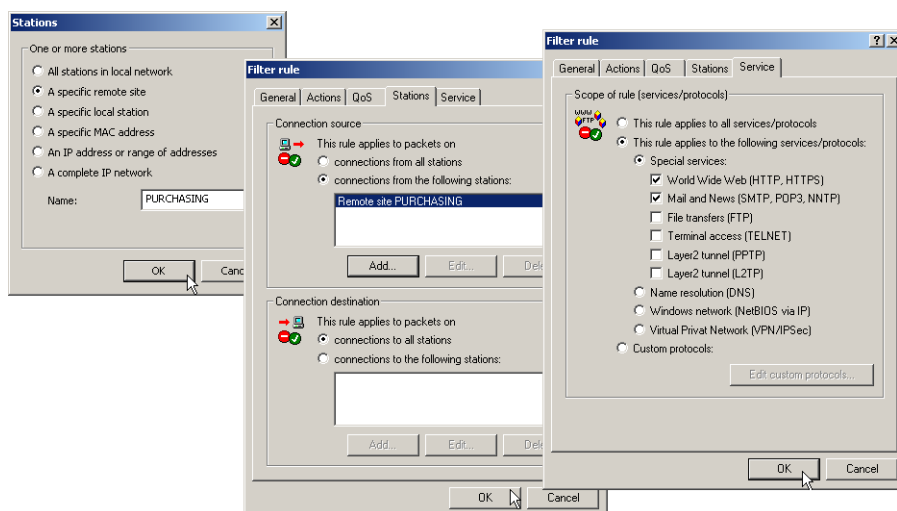 Stations
One or more stations
All stations in local network
A specific remote site
A specific local station
A specific MAC address
An IP address or range of addresses
A complete IP network
Name: PURCHASING
OK Canc
Filter rule
General Actions QoS Stations Service
Connection source
This rule applies to packets on
connections from all stations
connections from the following stations:
Remote site PURCHASING
Add... Edit... Dele
Connection destination
This rule applies to packets on
connections to all stations
connections to the following stations:
Add... Edit... Dele
OK Cancel
Filter rule
General Actions QoS Stations Service
Scope of rule (services/protocols)
WWW
FTP
This rule applies to all services/protocols
This rule applies to the following services/protocols:
Special services:
World Wide Web (HTTP, HTTPS)
Mail and News (SMTP, POP3, NNTP)
File transfers (FTP)
Terminal access (TELNET)
Layer2 tunnel (PPTP)
Layer2 tunnel (L2TP)
Name resolution (DNS)
Windows network (NetBIOS via IP)
Virtual Privat Network (VPN/IPSec)
Custom protocols:
Edit custom protocols...
OK Cancel